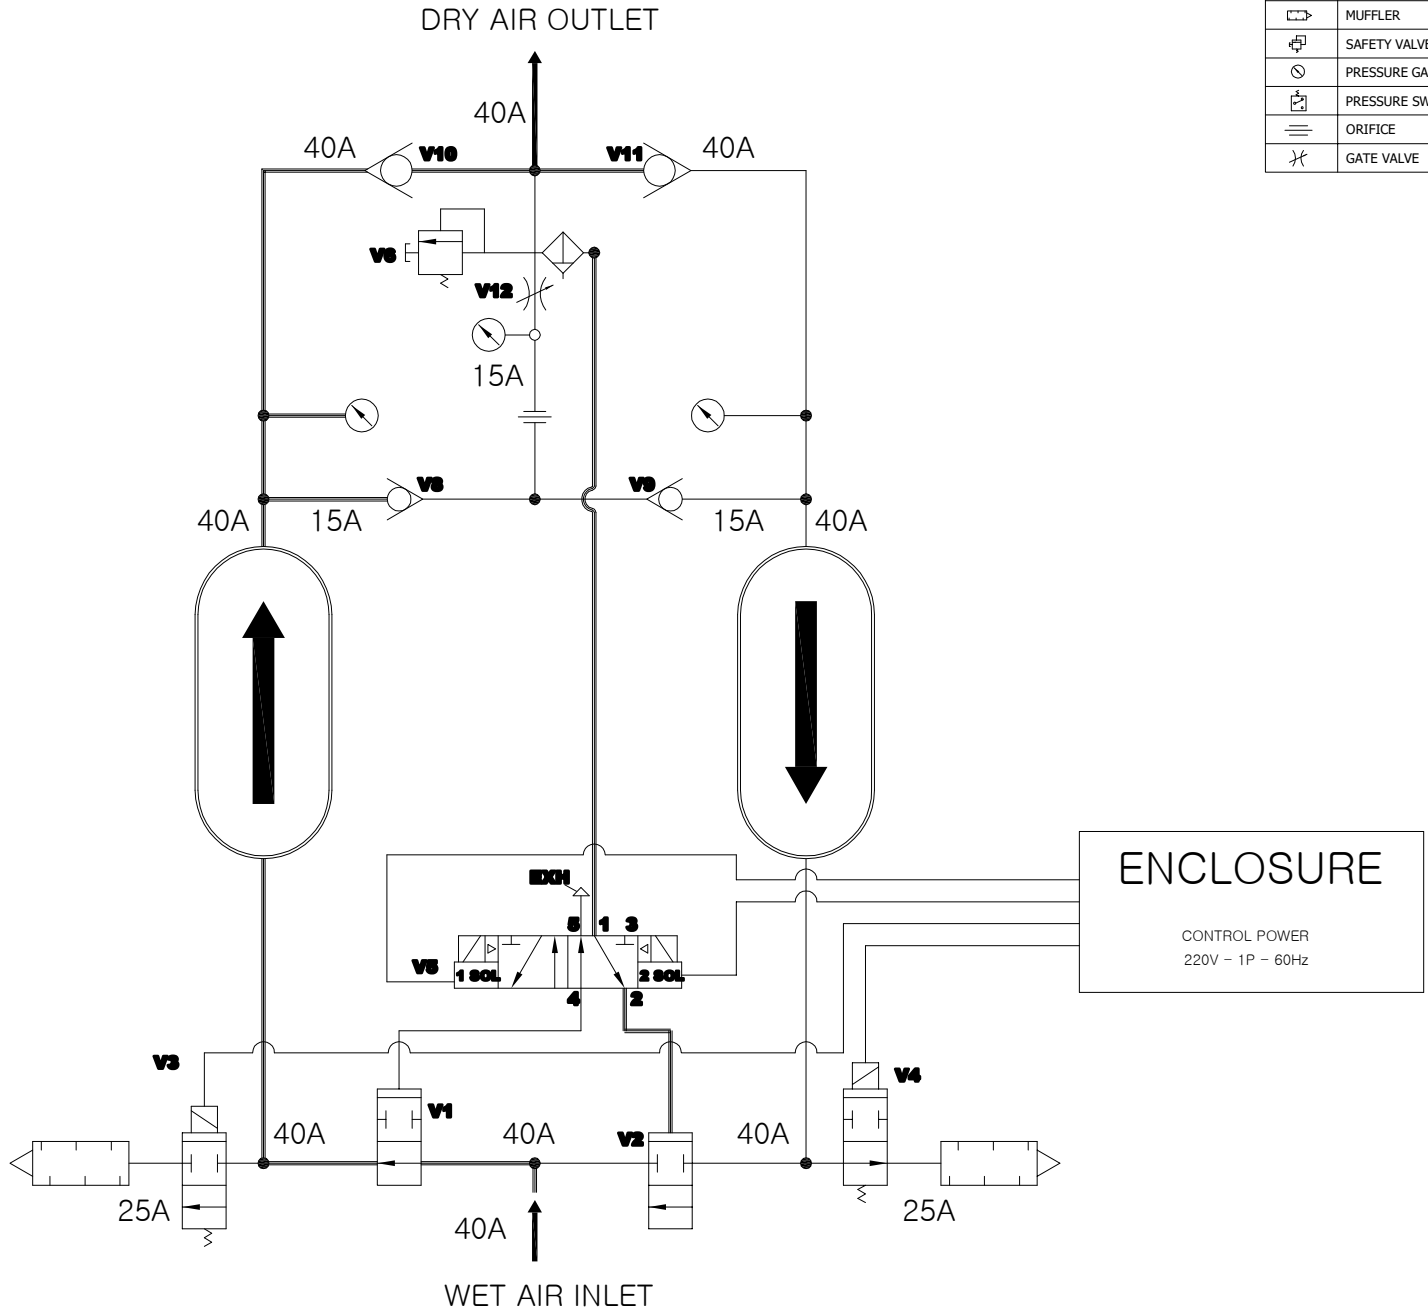 DRY AIR OUTLET
MUFFLER
SAFETY VALVE
PRESSURE GA
PRESSURE SW
ORIFICE
GATE VALVE
40A
40A
V10
V11
40A
V6
V12
15A
V8
V9
40A
15A
15A
40A
ENCLOSURE
CONTROL POWER
220V - 1P - 60Hz
EXH
5 1 3
V5
1 SOL
2 SOL
4 2
V3
V4
V1
40A
40A
V2
40A
25A
40A
25A
WET AIR INLET